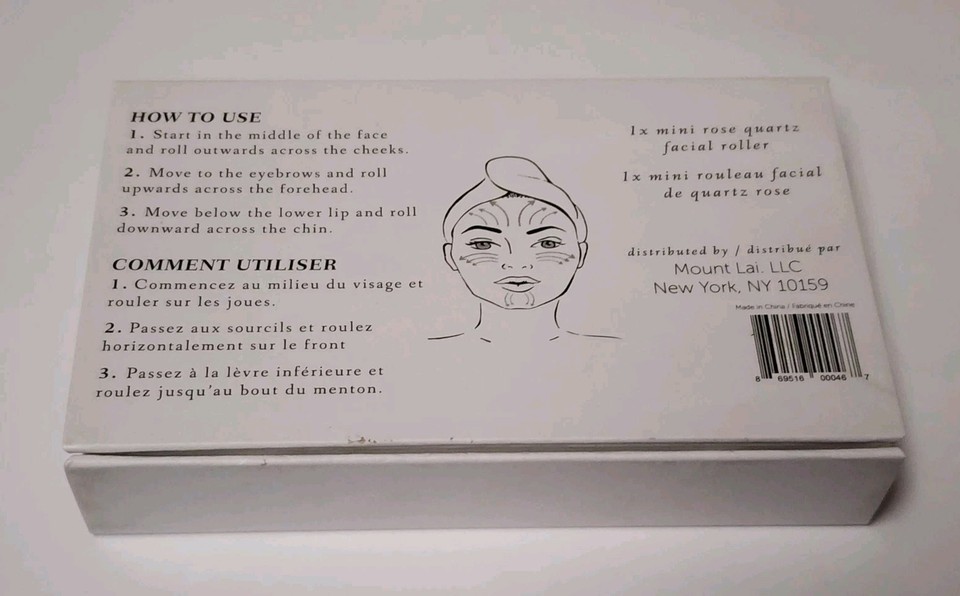 HOW TO USE
1. Start in the middle of the face
and roll outwards across the cheeks.
2. Move to the eyebrows and roll
upwards across the forehead.
3. Move below the lower lip and roll
downward across the chin.
COMMENT UTILISER
1. Commencez au milieu du visage et
rouler sur les joues.
2. Passez aux sourcils et roulez
horizontalement sur le front
3. Passez à la lèvre inférieure et
roulez jusqu'au bout du menton.
1x mini rose quartz
facial roller
1x mini rouleau facial
de quartz rose
distributed by / distribué par
Mount Lai. LLC
New York, NY 10159
Made in China / Fabriqué en Chine
8 69516 00046 7